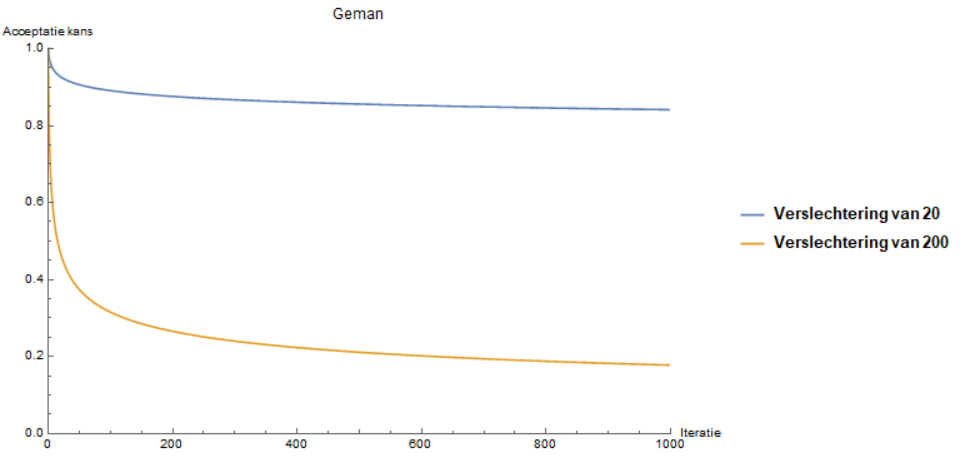 Geman
Acceptatie kans
1.0
0.8
0.6
0.4
0.2
0.0
0 200 400 600 800 1000
Iteratie
Verslechtering van 20
Verslechtering van 200